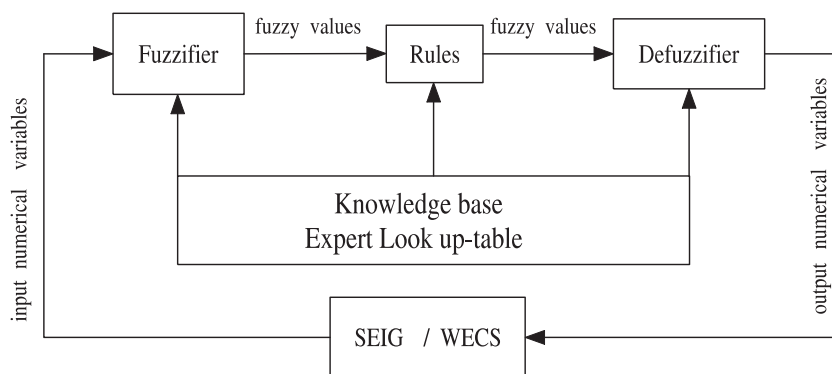 fuzzy values
fuzzy values
Fuzzifier
Rules
Defuzzifier
input numerical variables
output numerical variables
Knowledge base
Expert Look up-table
SEIG / WECS